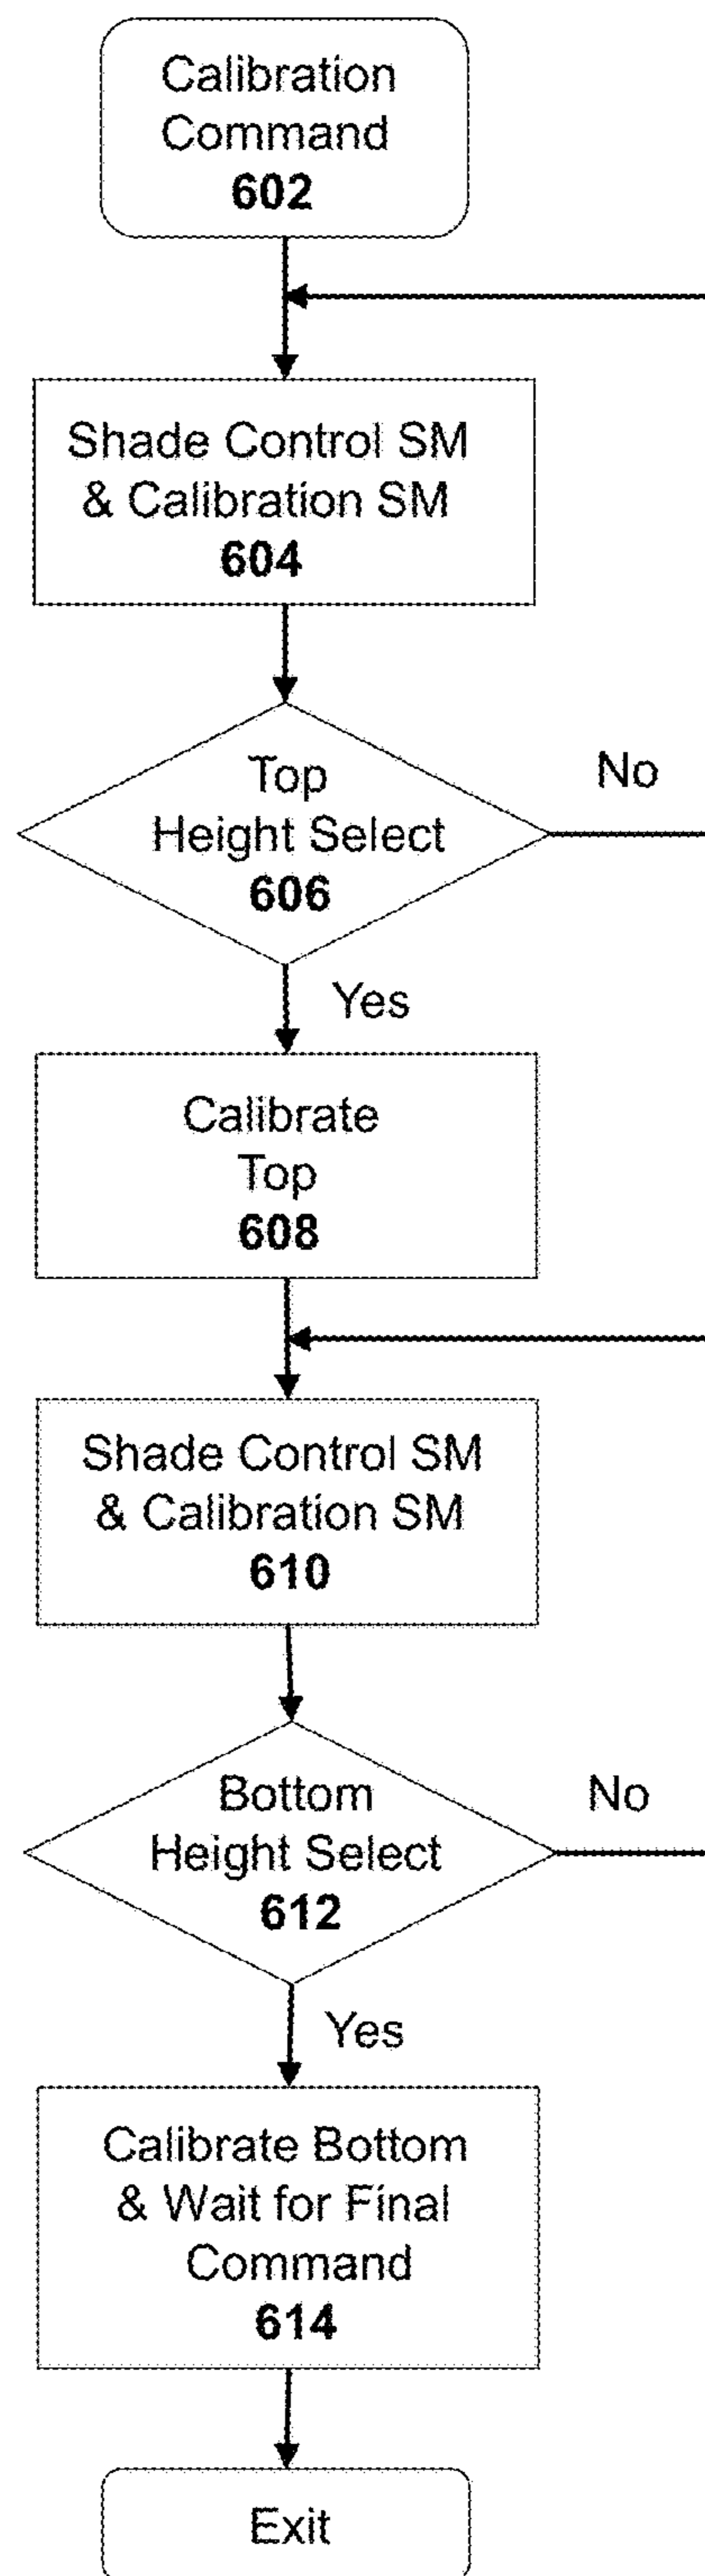 Calibration
Command
602
Shade Control SM
& Calibration SM
604
Top
Height Select
606
No
Yes
Calibrate
Top
608
Shade Control SM
& Calibration SM
610
Bottom
Height Select
612
No
Yes
Calibrate Bottom
& Wait for Final
Command
614
Exit